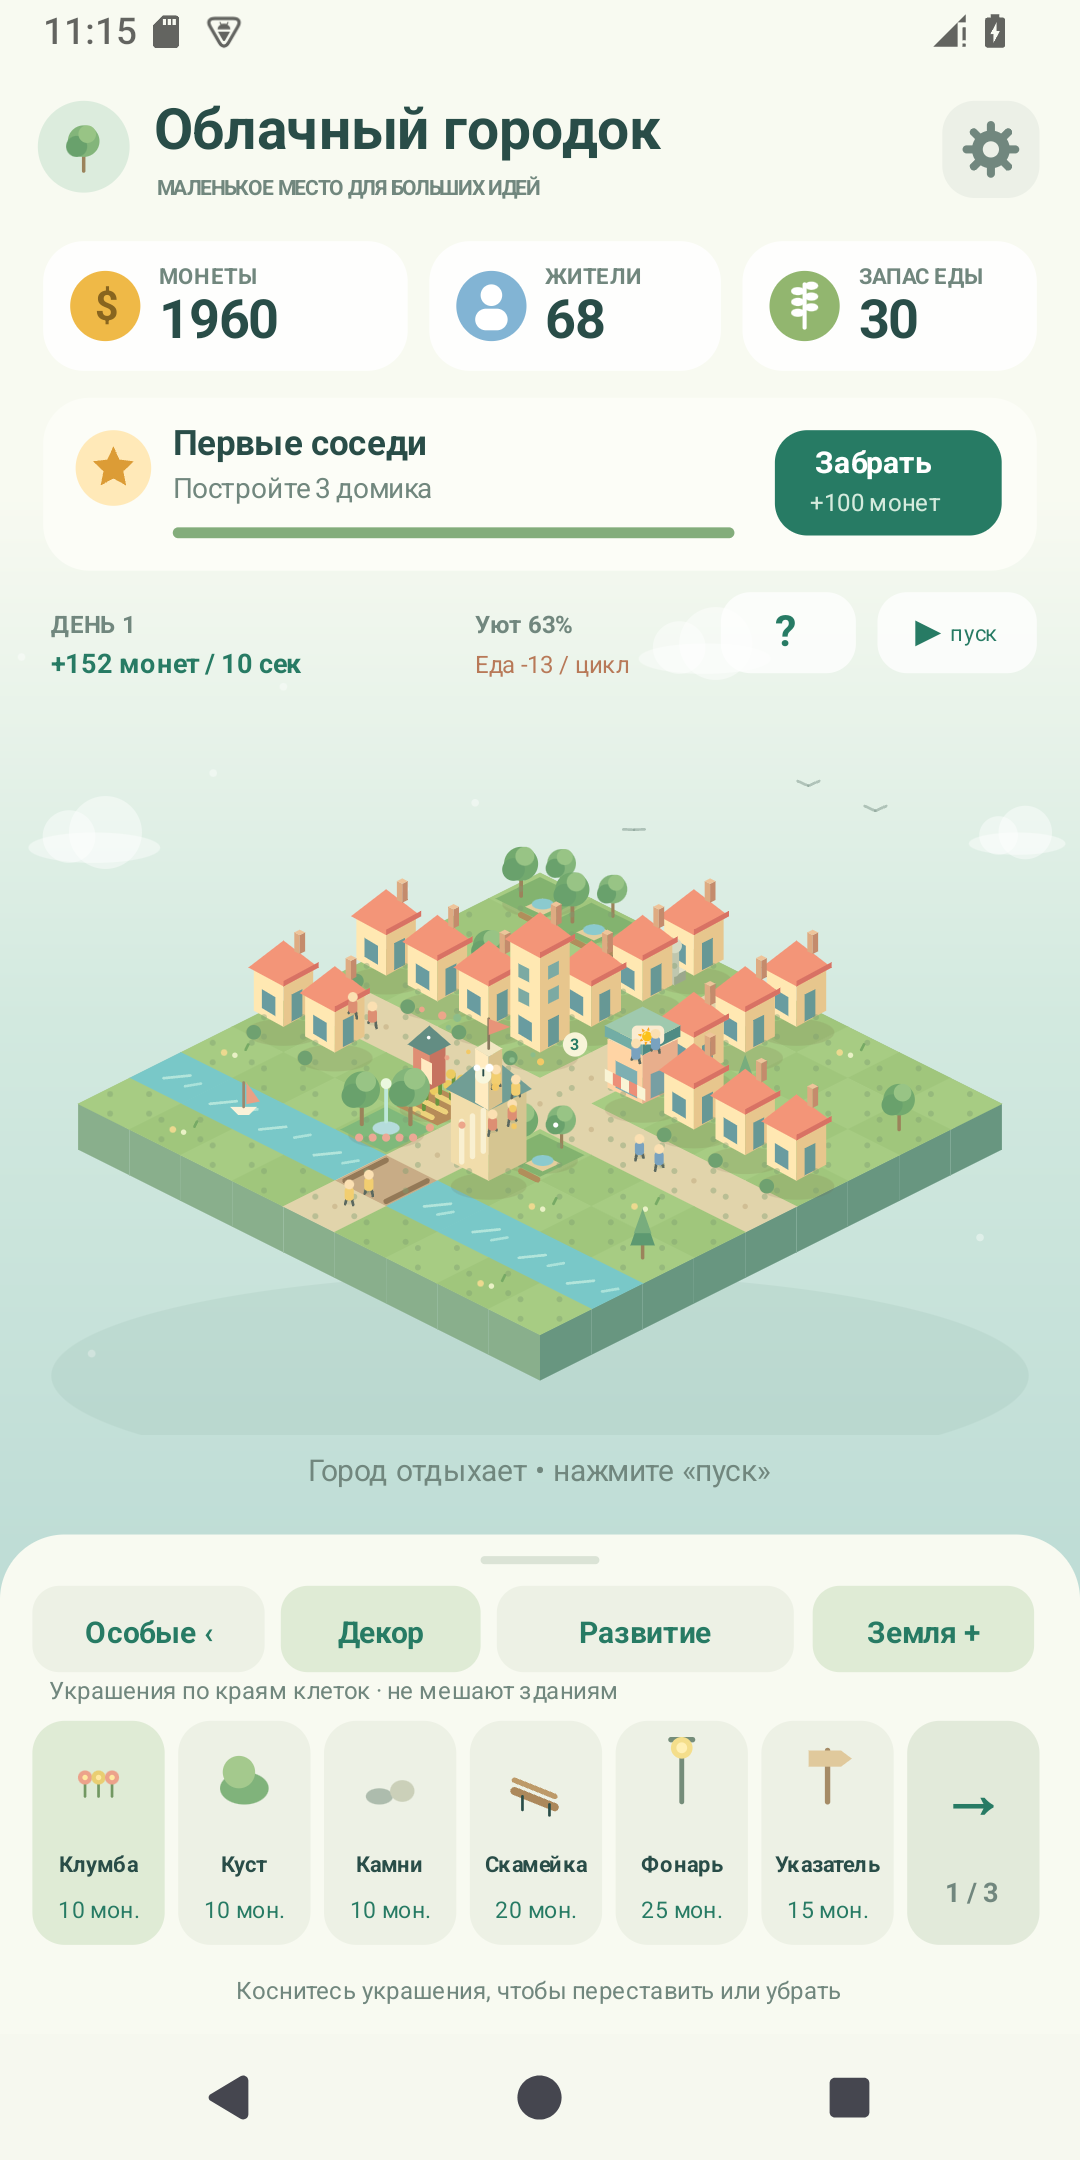 11:15
Облачный городок
МАЛЕНЬКОЕ МЕСТО ДЛЯ БОЛЬШИХ ИДЕЙ
МОНЕТЫ
1960
ЖИТЕЛИ
68
ЗАПАС ЕДЫ
30
Первые соседи
Постройте 3 домика
Забрать
+100 монет
ДЕНЬ 1
+152 монет / 10 сек
Уют 63%
Еда -13 / цикл
?
пуск
3
Город отдыхает • нажмите «пуск»
Особые ‹
Декор
Развитие
Земля +
Украшения по краям клеток · не мешают зданиям
Клумба
10 мон.
Куст
10 мон.
Камни
10 мон.
Скамейка
20 мон.
Фонарь
25 мон.
Указатель
15 мон.
→
1 / 3
Коснитесь украшения, чтобы переставить или убрать